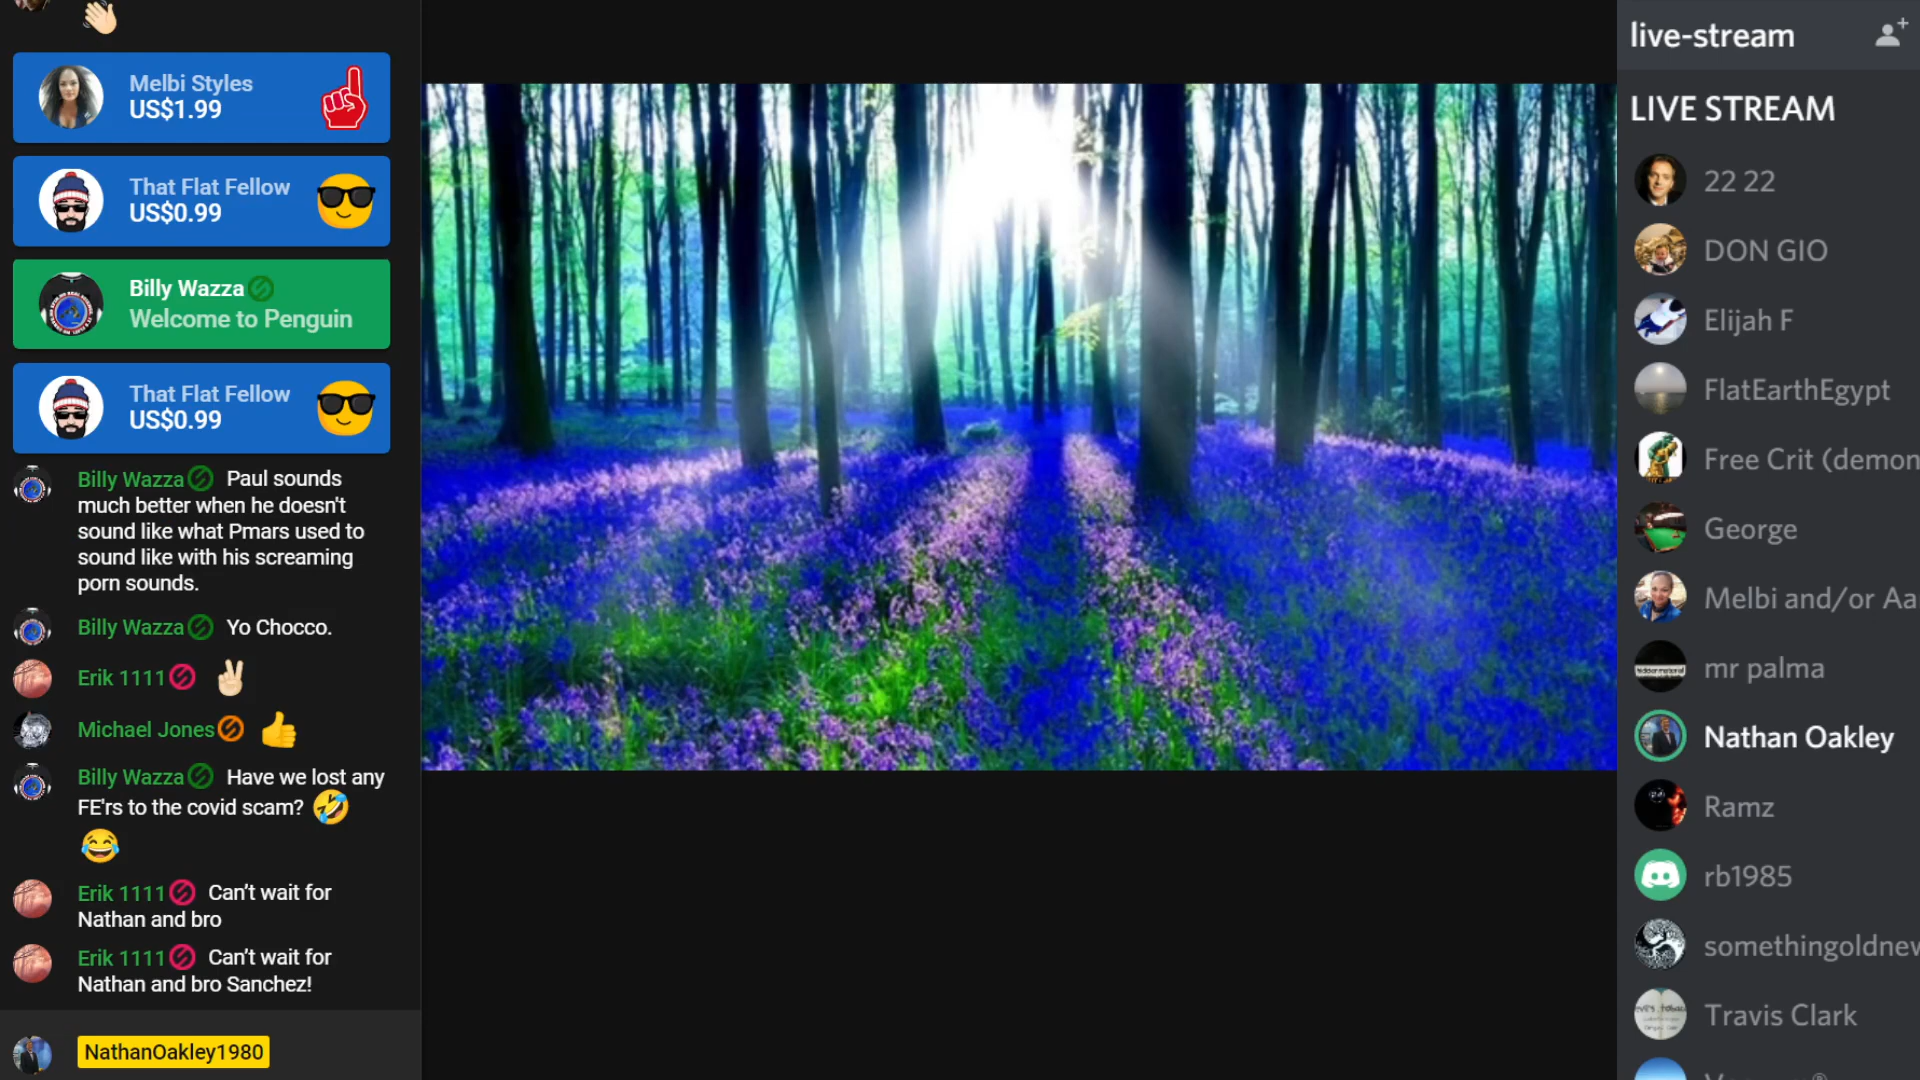 Melbi Styles
US$1.99
That Flat Fellow
US$0.99
Billy Wazza
Welcome to Penguin
That Flat Fellow
US$0.99
Billy Wazza Paul sounds
much better when he doesn't
sound like what Pmars used to
sound like with his screaming
porn sounds.
Billy Wazza Yo Chocco.
Erik 1111
Michael Jones
Billy Wazza Have we lost any
FE'rs to the covid scam?
Erik 1111 Can't wait for
Nathan and bro
Erik 1111 Can't wait for
Nathan and bro Sanchez!
NathanOakley1980
live-stream
LIVE STREAM
22 22
DON GIO
Elijah F
FlatEarthEgypt
Free Crit (demon
George
Melbi and/or Aa
mr palma
Nathan Oakley
Ramz
rb1985
somethingoldnew
Travis Clark